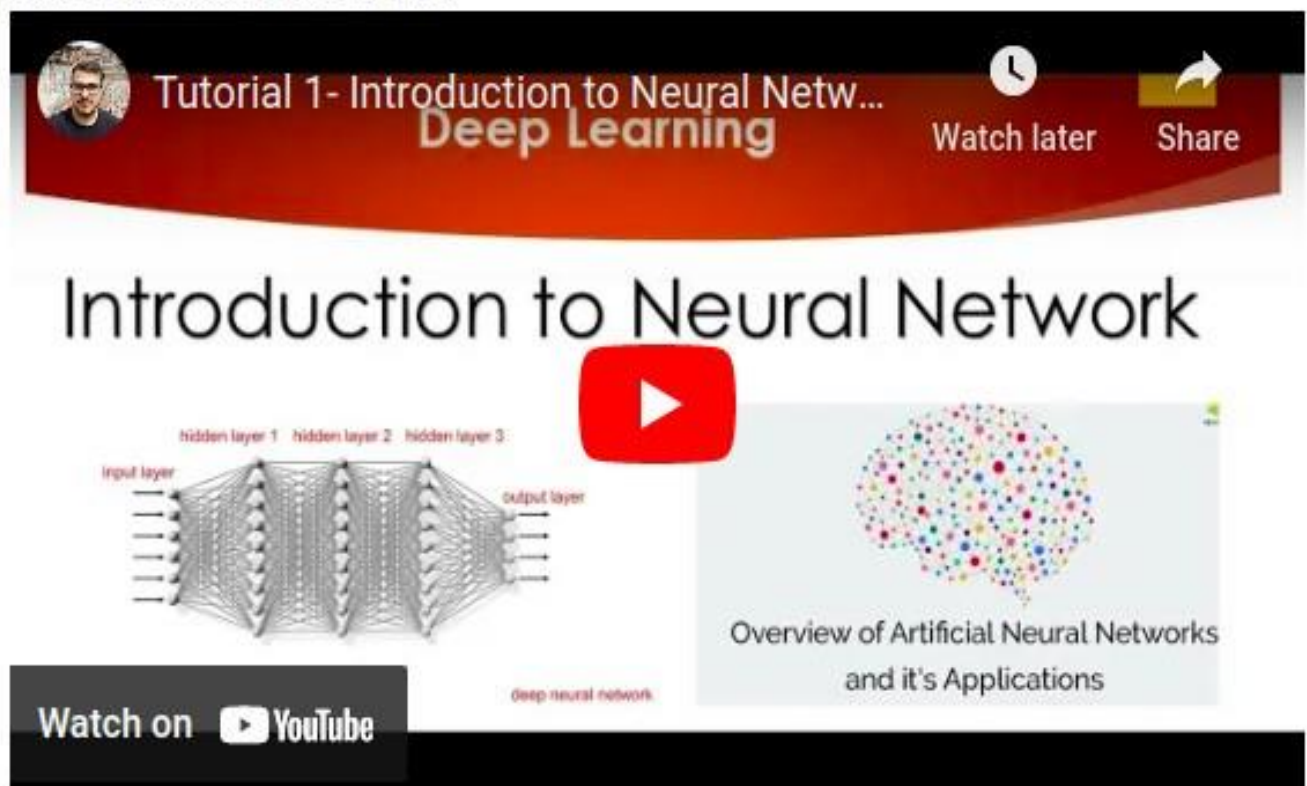 Tutorial 1- Introduction to Neural Netw...
Watch later
Share
Deep Learning
Introduction to Neural Network
hidden layer 1 hidden layer 2 hidden layer 3
input layer
output layer
deep neural network
Overview of Artificial Neural Networks
and it's Applications
Watch on YouTube